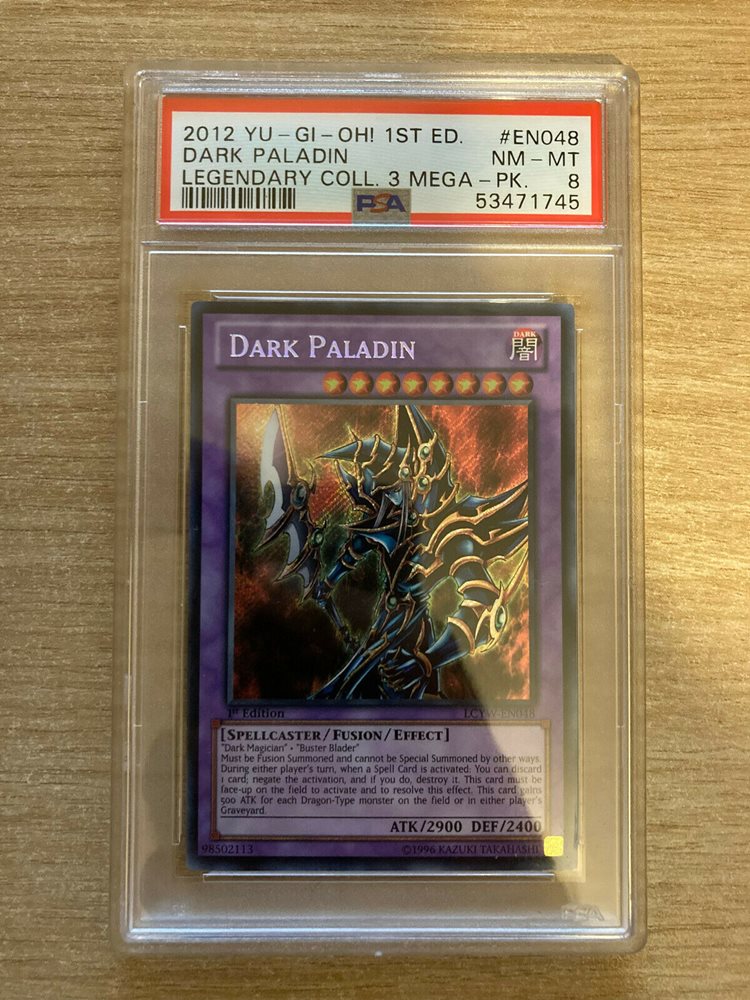 2012 YU-GI-OH! 1ST ED. #EN048
DARK PALADIN NM-MT
LEGENDARY COLL. 3 MEGA-PK. 8
PSA 53471745
DARK PALADIN
DARK
闇
1st Edition LCYW-EN048
[SPELLCASTER/FUSION/EFFECT]
"Dark Magician" + "Buster Blader"
Must be Fusion Summoned and cannot be Special Summoned by other ways.
During either player's turn, when a Spell Card is activated: You can discard
1 card; negate the activation, and if you do, destroy it. This card must be
face-up on the field to activate and to resolve this effect. This card gains
500 ATK for each Dragon-Type monster on the field or in either player's
Graveyard.
ATK/2900 DEF/2400
98502113 ©1996 KAZUKI TAKAHASHI
PSA